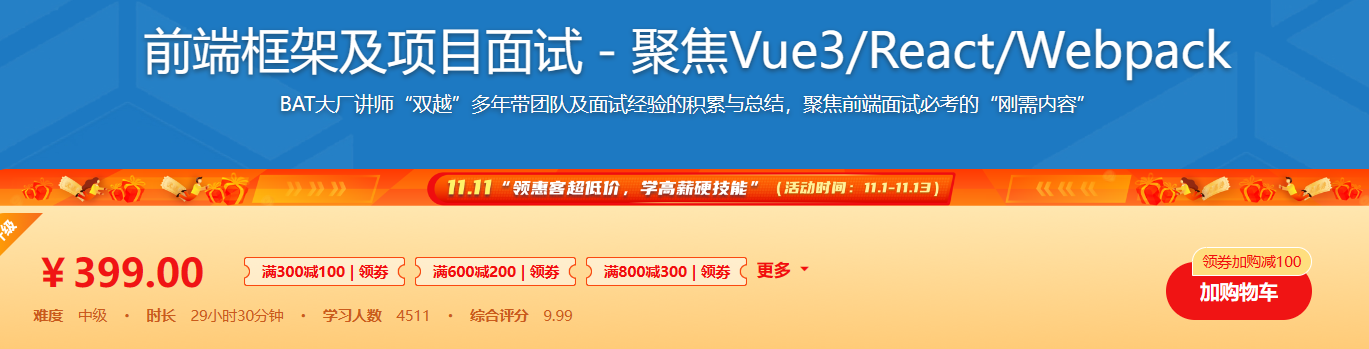 前端框架及项目面试 - 聚焦Vue3/React/Webpack
BAT大厂讲师“双越”多年带团队及面试经验的积累与总结，聚焦前端面试必考的“刚需内容”
11.11“领惠客超低价，学高薪硬技能”（活动时间：11.1-11.13）
升级
￥399.00 满300减100 | 领券 满600减200 | 领券 满800减300 | 领券 更多
领券加购减100
加购物车
难度 中级 · 时长 29小时30分钟 · 学习人数 4511 · 综合评分 9.99